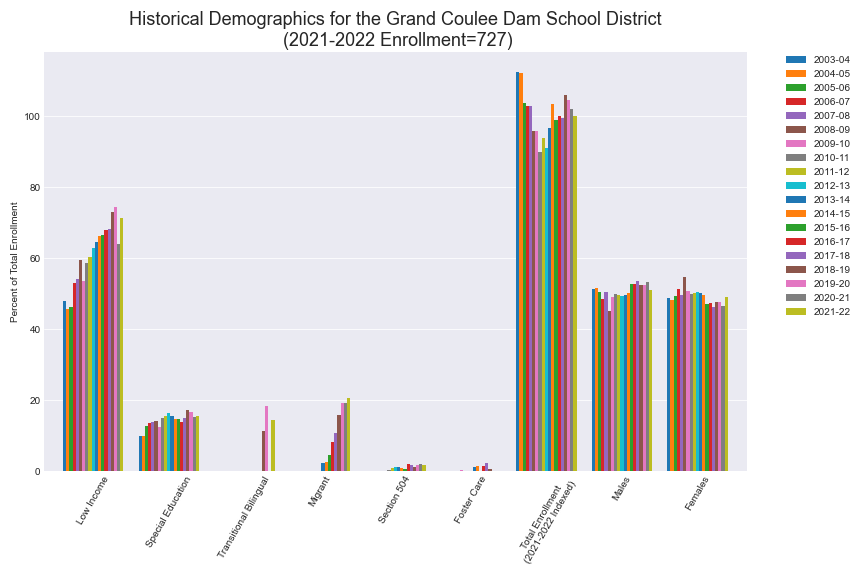 Historical Demographics for the Grand Coulee Dam School District
(2021-2022 Enrollment=727)
Percent of Total Enrollment
100
80
60
40
20
0
Low Income
Special Education
Transitional Bilingual
Migrant
Section 504
Foster Care
Total Enrollment
(2021-2022 Indexed)
Males
Females
2003-04
2004-05
2005-06
2006-07
2007-08
2008-09
2009-10
2010-11
2011-12
2012-13
2013-14
2014-15
2015-16
2016-17
2017-18
2018-19
2019-20
2020-21
2021-22